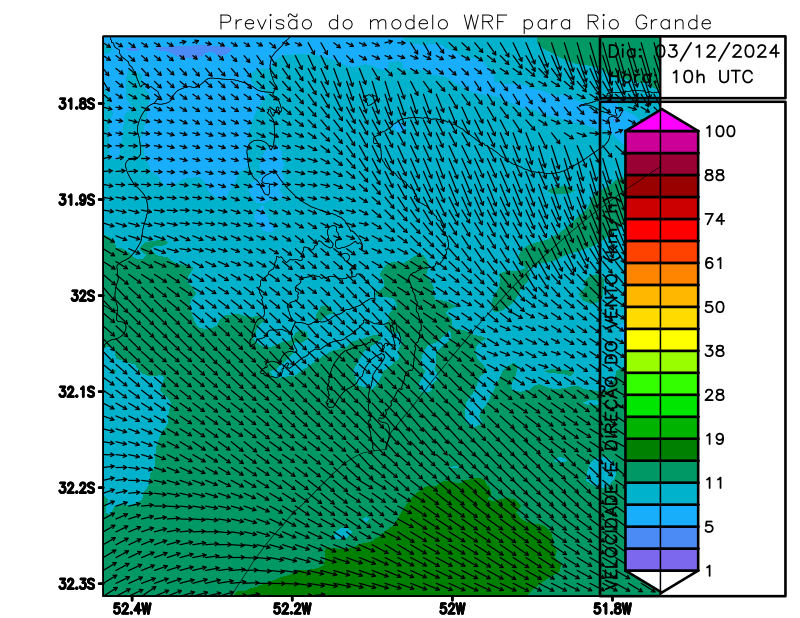 Previsão do modelo WRF para Rio Grande
Dia: 03/12/2024
Hora: 10h UTC
31.8S
31.9S
32S
32.1S
32.2S
32.3S
52.4W
52.2W
52W
51.8W
VELOCIDADE E DIREÇÃO DO VENTO (km/h)
100
88
74
61
50
38
28
19
11
5
1